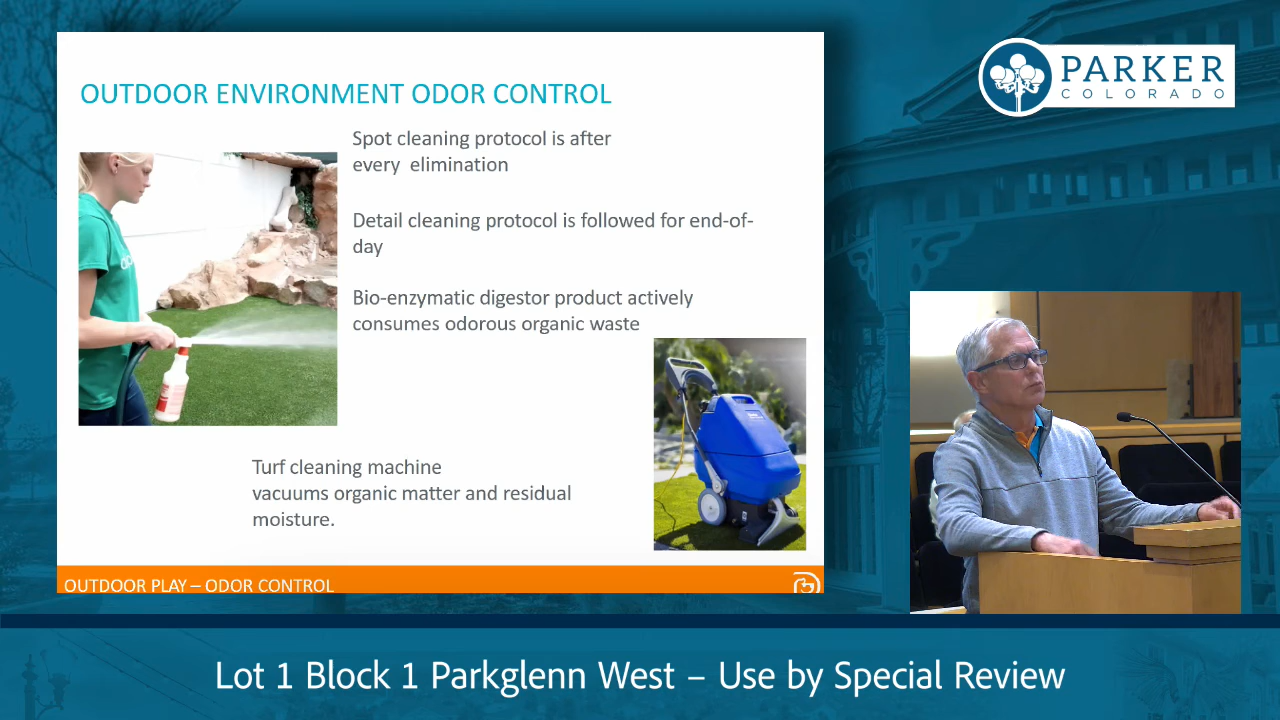 OUTDOOR ENVIRONMENT ODOR CONTROL
Spot cleaning protocol is after
every elimination
Detail cleaning protocol is followed for end-of-
day
Bio-enzymatic digestor product actively
consumes odorous organic waste
Turf cleaning machine
vacuums organic matter and residual
moisture.
OUTDOOR PLAY – ODOR CONTROL
PARKER
COLORADO
Lot 1 Block 1 Parkglenn West – Use by Special Review